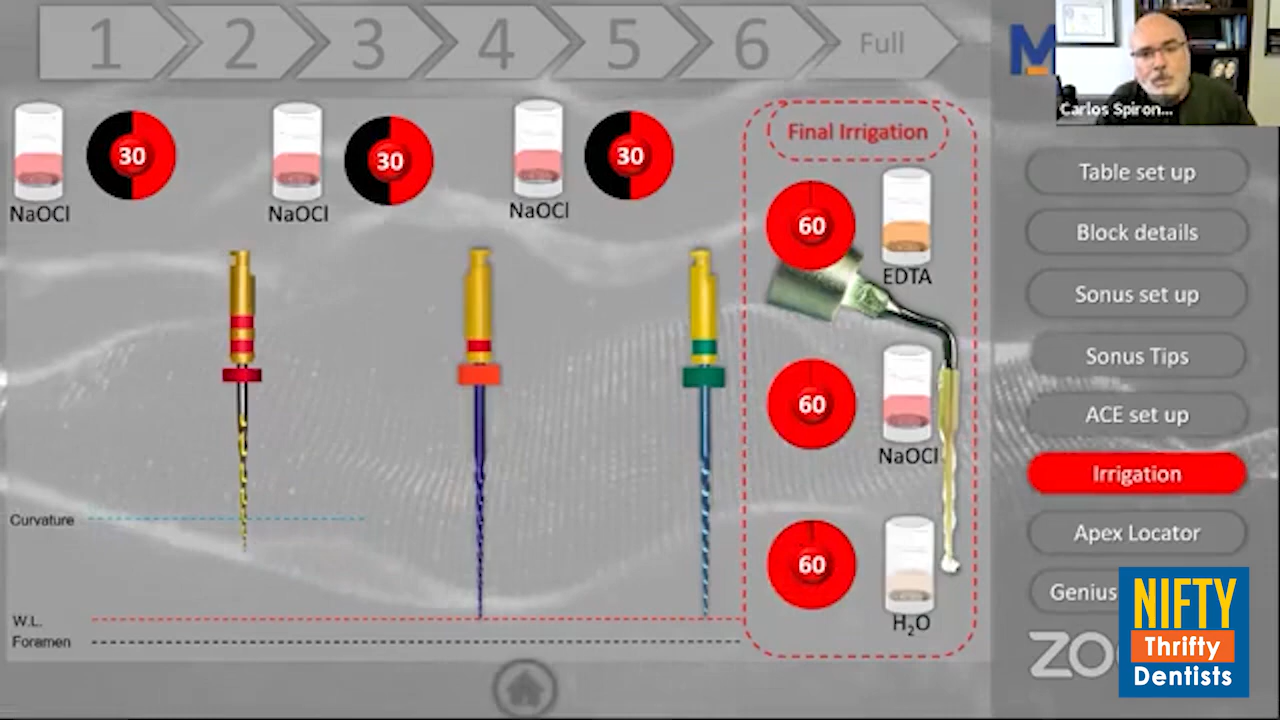 1
2
3
4
5
6
Full
Carlos Spiron...
30
NaOCl
30
NaOCl
30
NaOCl
Final Irrigation
60
EDTA
60
NaOCl
60
H₂O
Curvature
W.L.
Foramen
Table set up
Block details
Sonus set up
Sonus Tips
ACE set up
Irrigation
Apex Locator
Genius
NIFTY
Thrifty
Dentists